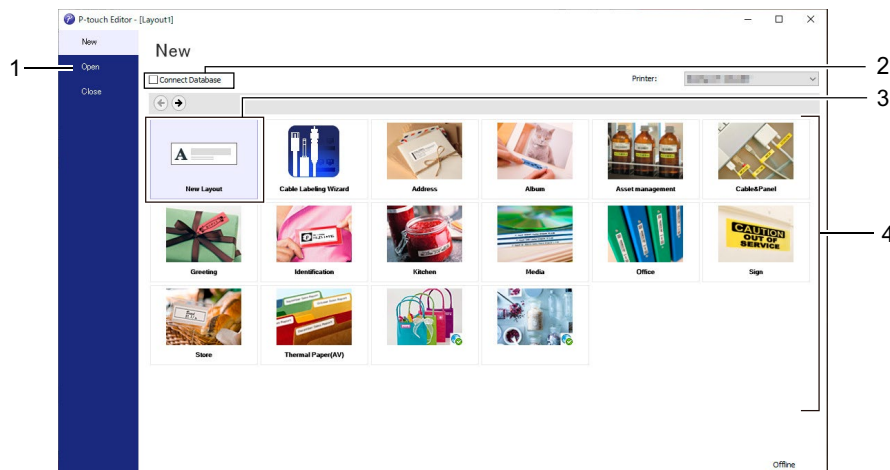 P-touch Editor - [Layout1]
New
Open
Close
New
Connect Database
Printer:
A
New Layout
Cable Labeling Wizard
Address
Album
Asset management
Cable&Panel
Greeting
Identification
Kitchen
Media
Office
CAUTION
OUT OF
SERVICE
Sign
Store
Thermal Paper(AV)
Offline
1
2
3
4